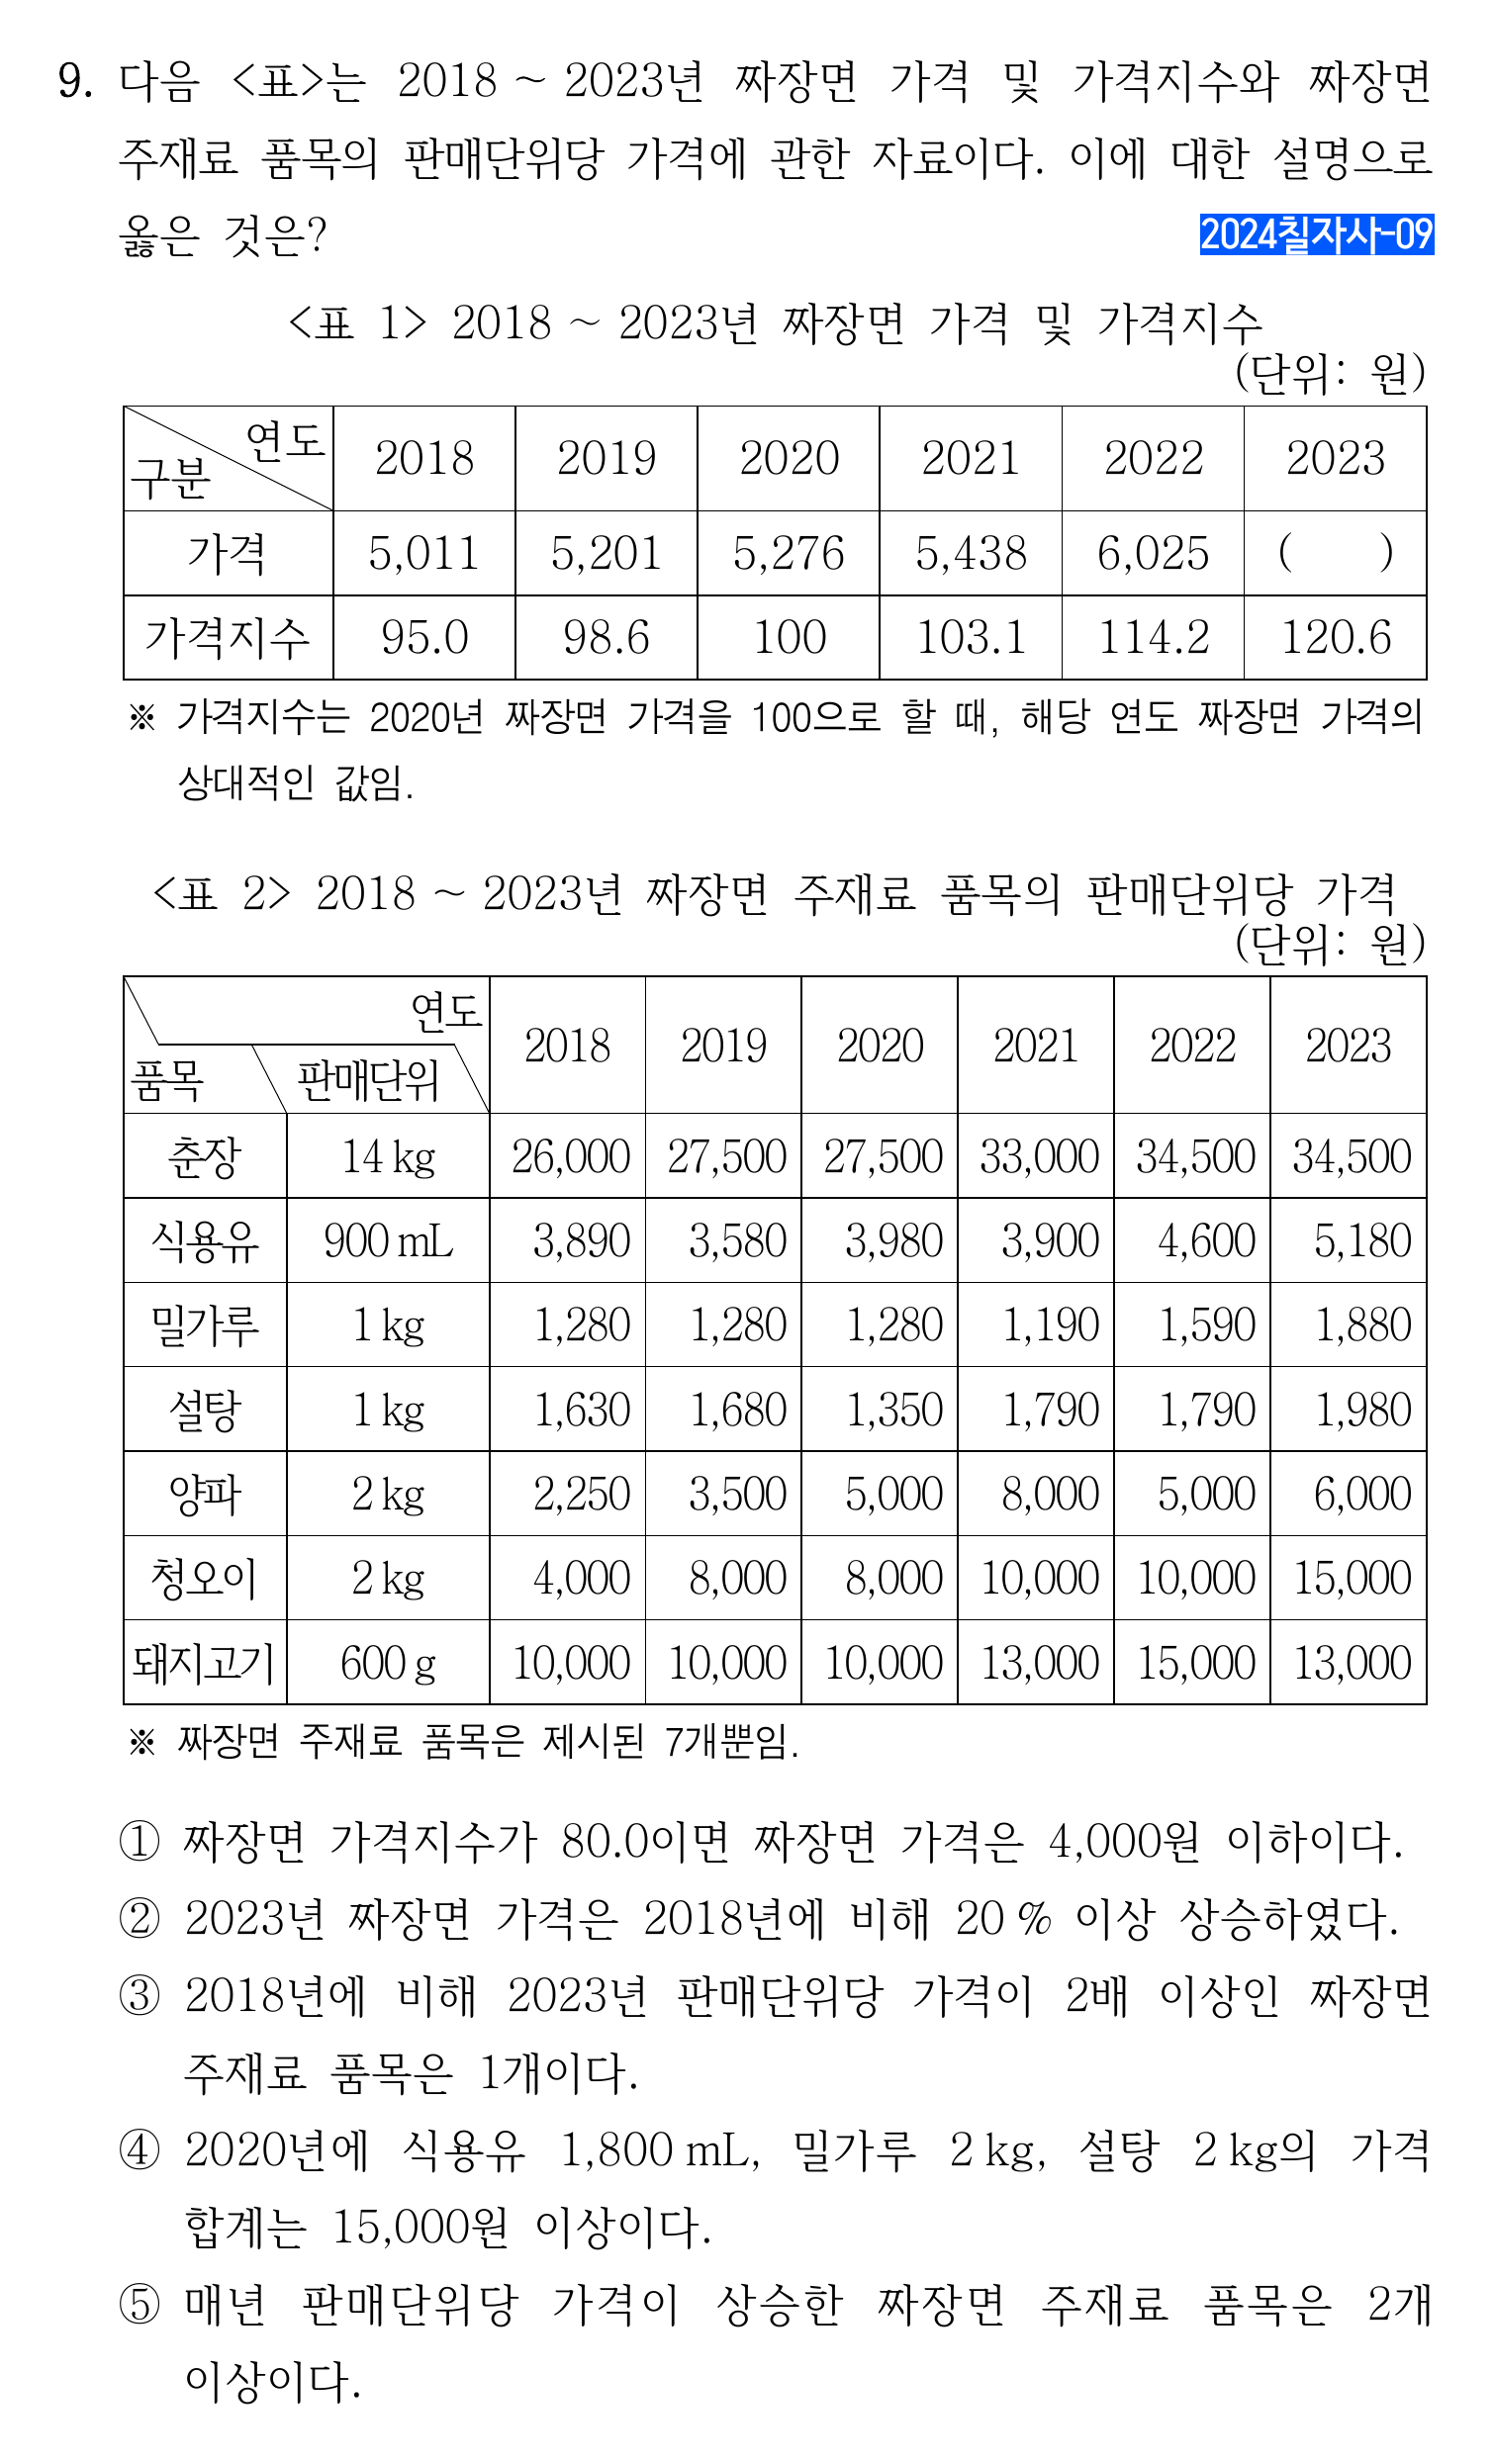 9. 다음 <표>는 2018 ~ 2023년 짜장면 가격 및 가격지수와 짜장면
주재료 품목의 판매단위당 가격에 관한 자료이다. 이에 대한 설명으로
옳은 것은? 2024칠자사-09
<표 1> 2018 ~ 2023년 짜장면 가격 및 가격지수
(단위: 원)
구분 연도 2018 2019 2020 2021 2022 2023
가격 5,011 5,201 5,276 5,438 6,025 ( )
가격지수 95.0 98.6 100 103.1 114.2 120.6
※ 가격지수는 2020년 짜장면 가격을 100으로 할 때, 해당 연도 짜장면 가격의
상대적인 값임.
<표 2> 2018 ~ 2023년 짜장면 주재료 품목의 판매단위당 가격
(단위: 원)
품목 판매단위 연도 2018 2019 2020 2021 2022 2023
춘장 14 kg 26,000 27,500 27,500 33,000 34,500 34,500
식용유 900 mL 3,890 3,580 3,980 3,900 4,600 5,180
밀가루 1 kg 1,280 1,280 1,280 1,190 1,590 1,880
설탕 1 kg 1,630 1,680 1,350 1,790 1,790 1,980
양파 2 kg 2,250 3,500 5,000 8,000 5,000 6,000
청오이 2 kg 4,000 8,000 8,000 10,000 10,000 15,000
돼지고기 600 g 10,000 10,000 10,000 13,000 15,000 13,000
※ 짜장면 주재료 품목은 제시된 7개뿐임.
① 짜장면 가격지수가 80.0이면 짜장면 가격은 4,000원 이하이다.
② 2023년 짜장면 가격은 2018년에 비해 20 % 이상 상승하였다.
③ 2018년에 비해 2023년 판매단위당 가격이 2배 이상인 짜장면
주재료 품목은 1개이다.
④ 2020년에 식용유 1,800 mL, 밀가루 2 kg, 설탕 2 kg의 가격
합계는 15,000원 이상이다.
⑤ 매년 판매단위당 가격이 상승한 짜장면 주재료 품목은 2개
이상이다.